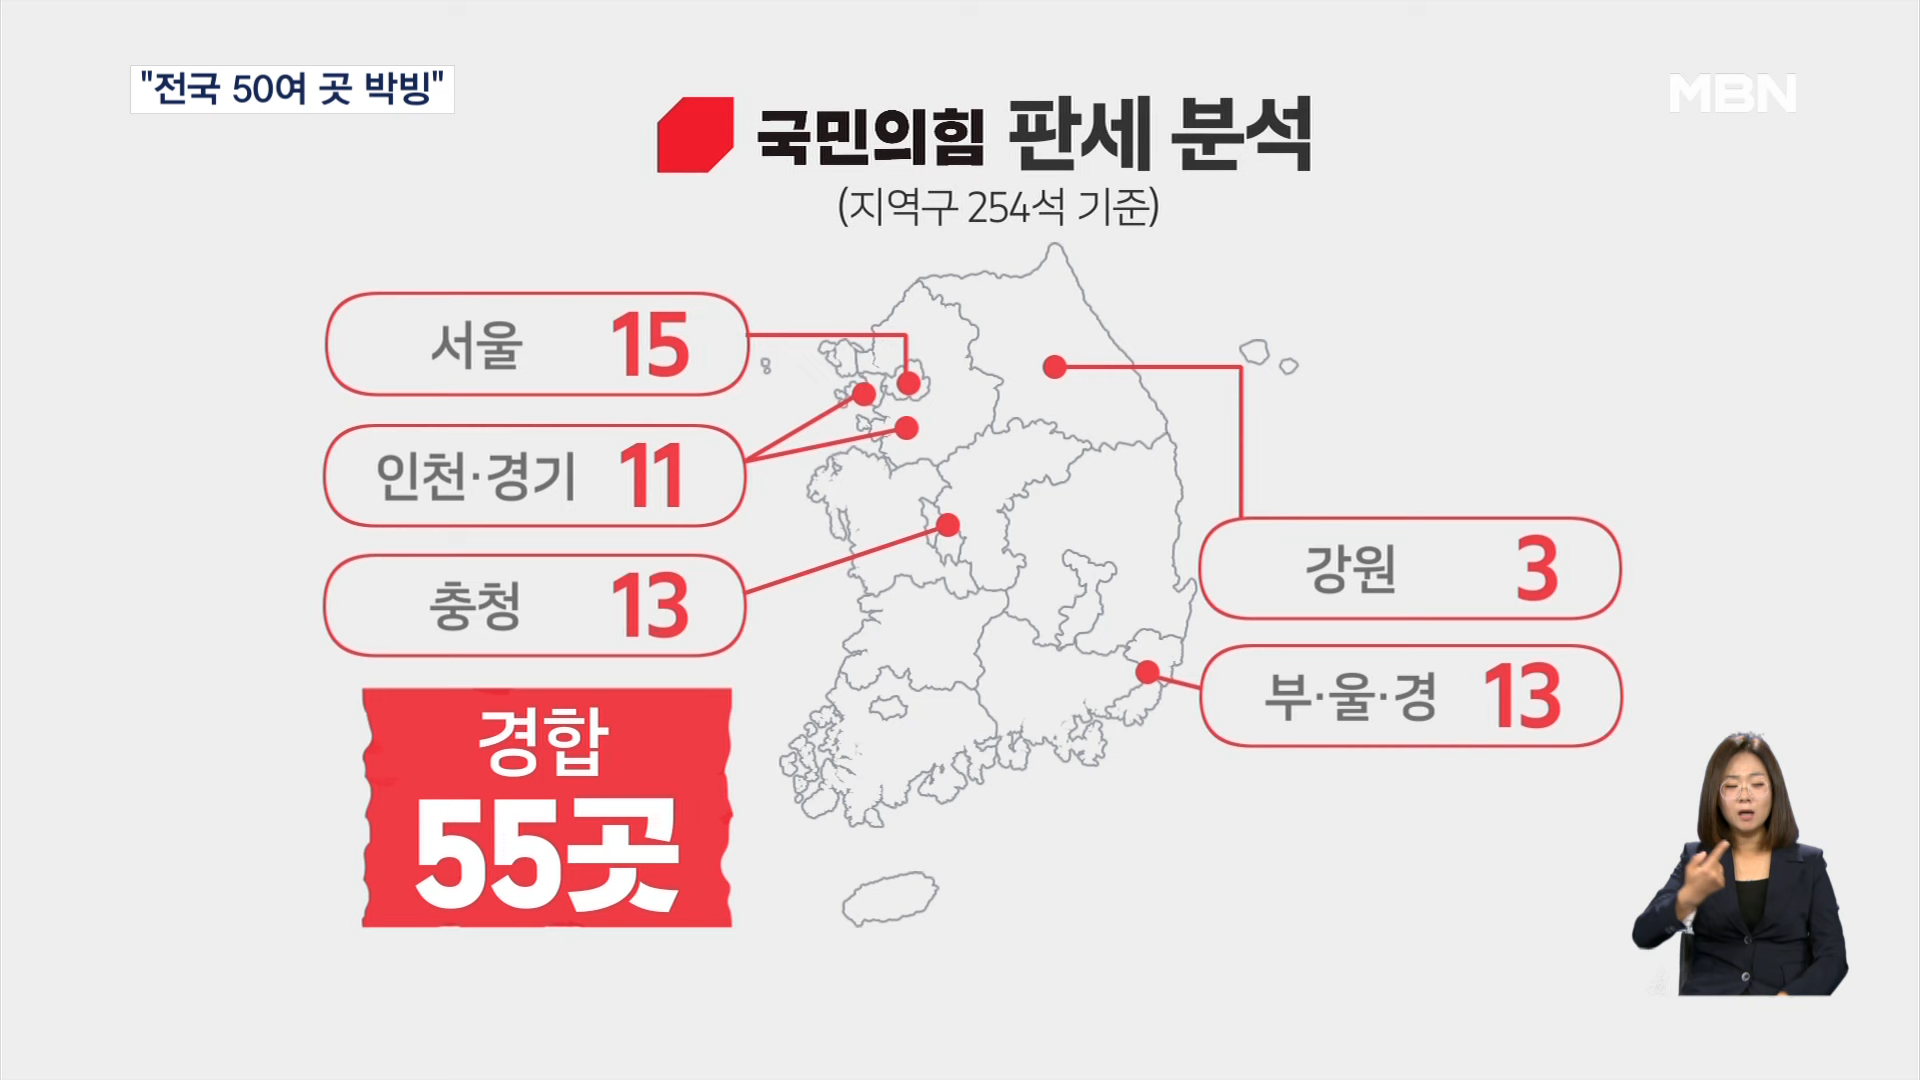 "전국 50여 곳 박빙"
MBN
국민의힘 판세 분석
(지역구 254석 기준)
서울 15
인천·경기 11
충청 13
강원 3
부·울·경 13
경합
55곳